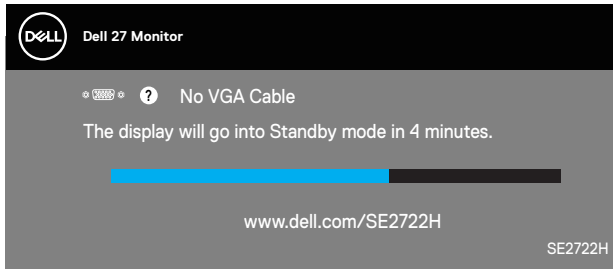 DELL
Dell 27 Monitor
? No VGA Cable
The display will go into Standby mode in 4 minutes.
www.dell.com/SE2722H
SE2722H